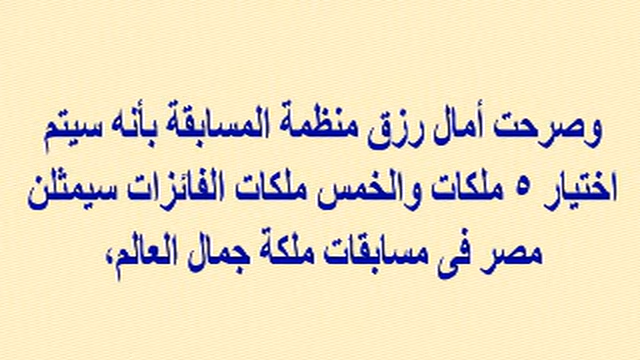 وصرحت أمال رزق منظمة المسابقة بأنه سيتم
اختيار ٥ ملكات والخمس ملكات الفائزات سيمثلن
مصر فى مسابقات ملكة جمال العالم،